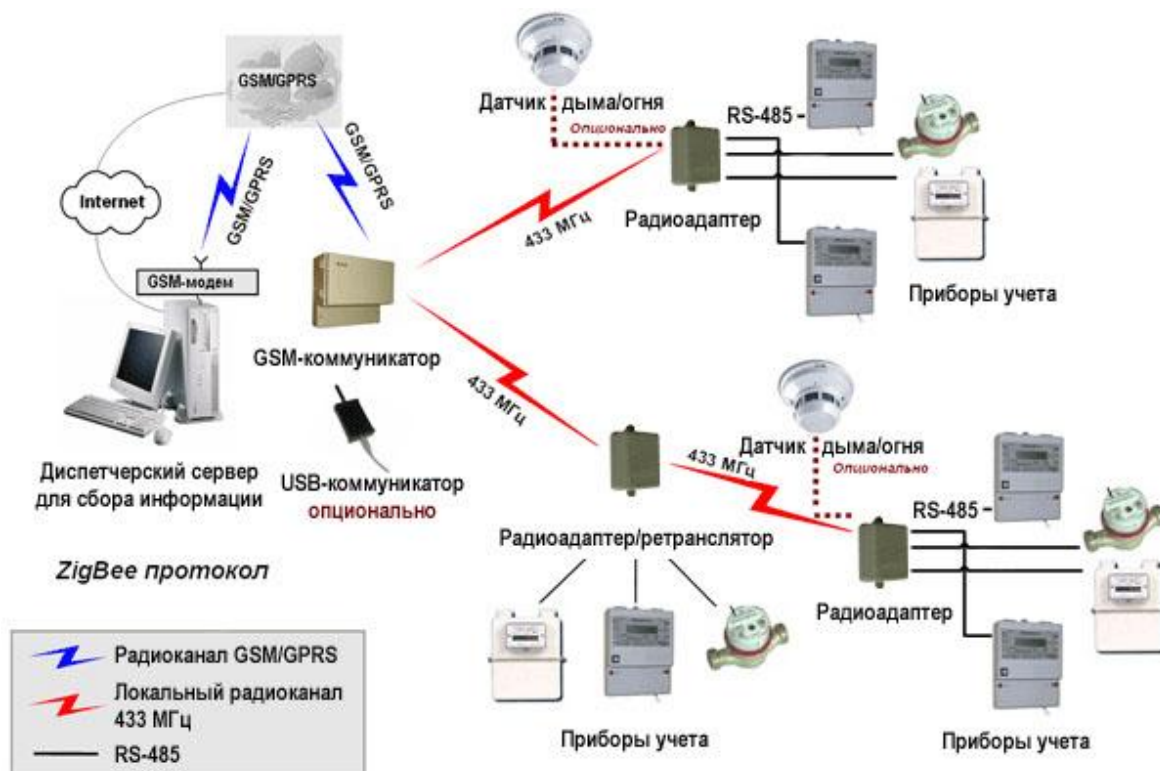 GSM/GPRS
GSM/GPRS
GSM/GPRS
Internet
GSM-модем
Диспетчерский сервер
для сбора информации
GSM-коммуникатор
USB-коммуникатор
опционально
ZigBee протокол
433 МГц
433 МГц
Датчик дыма/огня
Опционально
Радиоадаптер
RS-485
Приборы учета
Радиоадаптер/ретранслятор
Приборы учета
433 МГц
Датчик дыма/огня
Опционально
RS-485
Радиоадаптер
Приборы учета
Радиоканал GSM/GPRS
Локальный радиоканал
433 МГц
RS-485